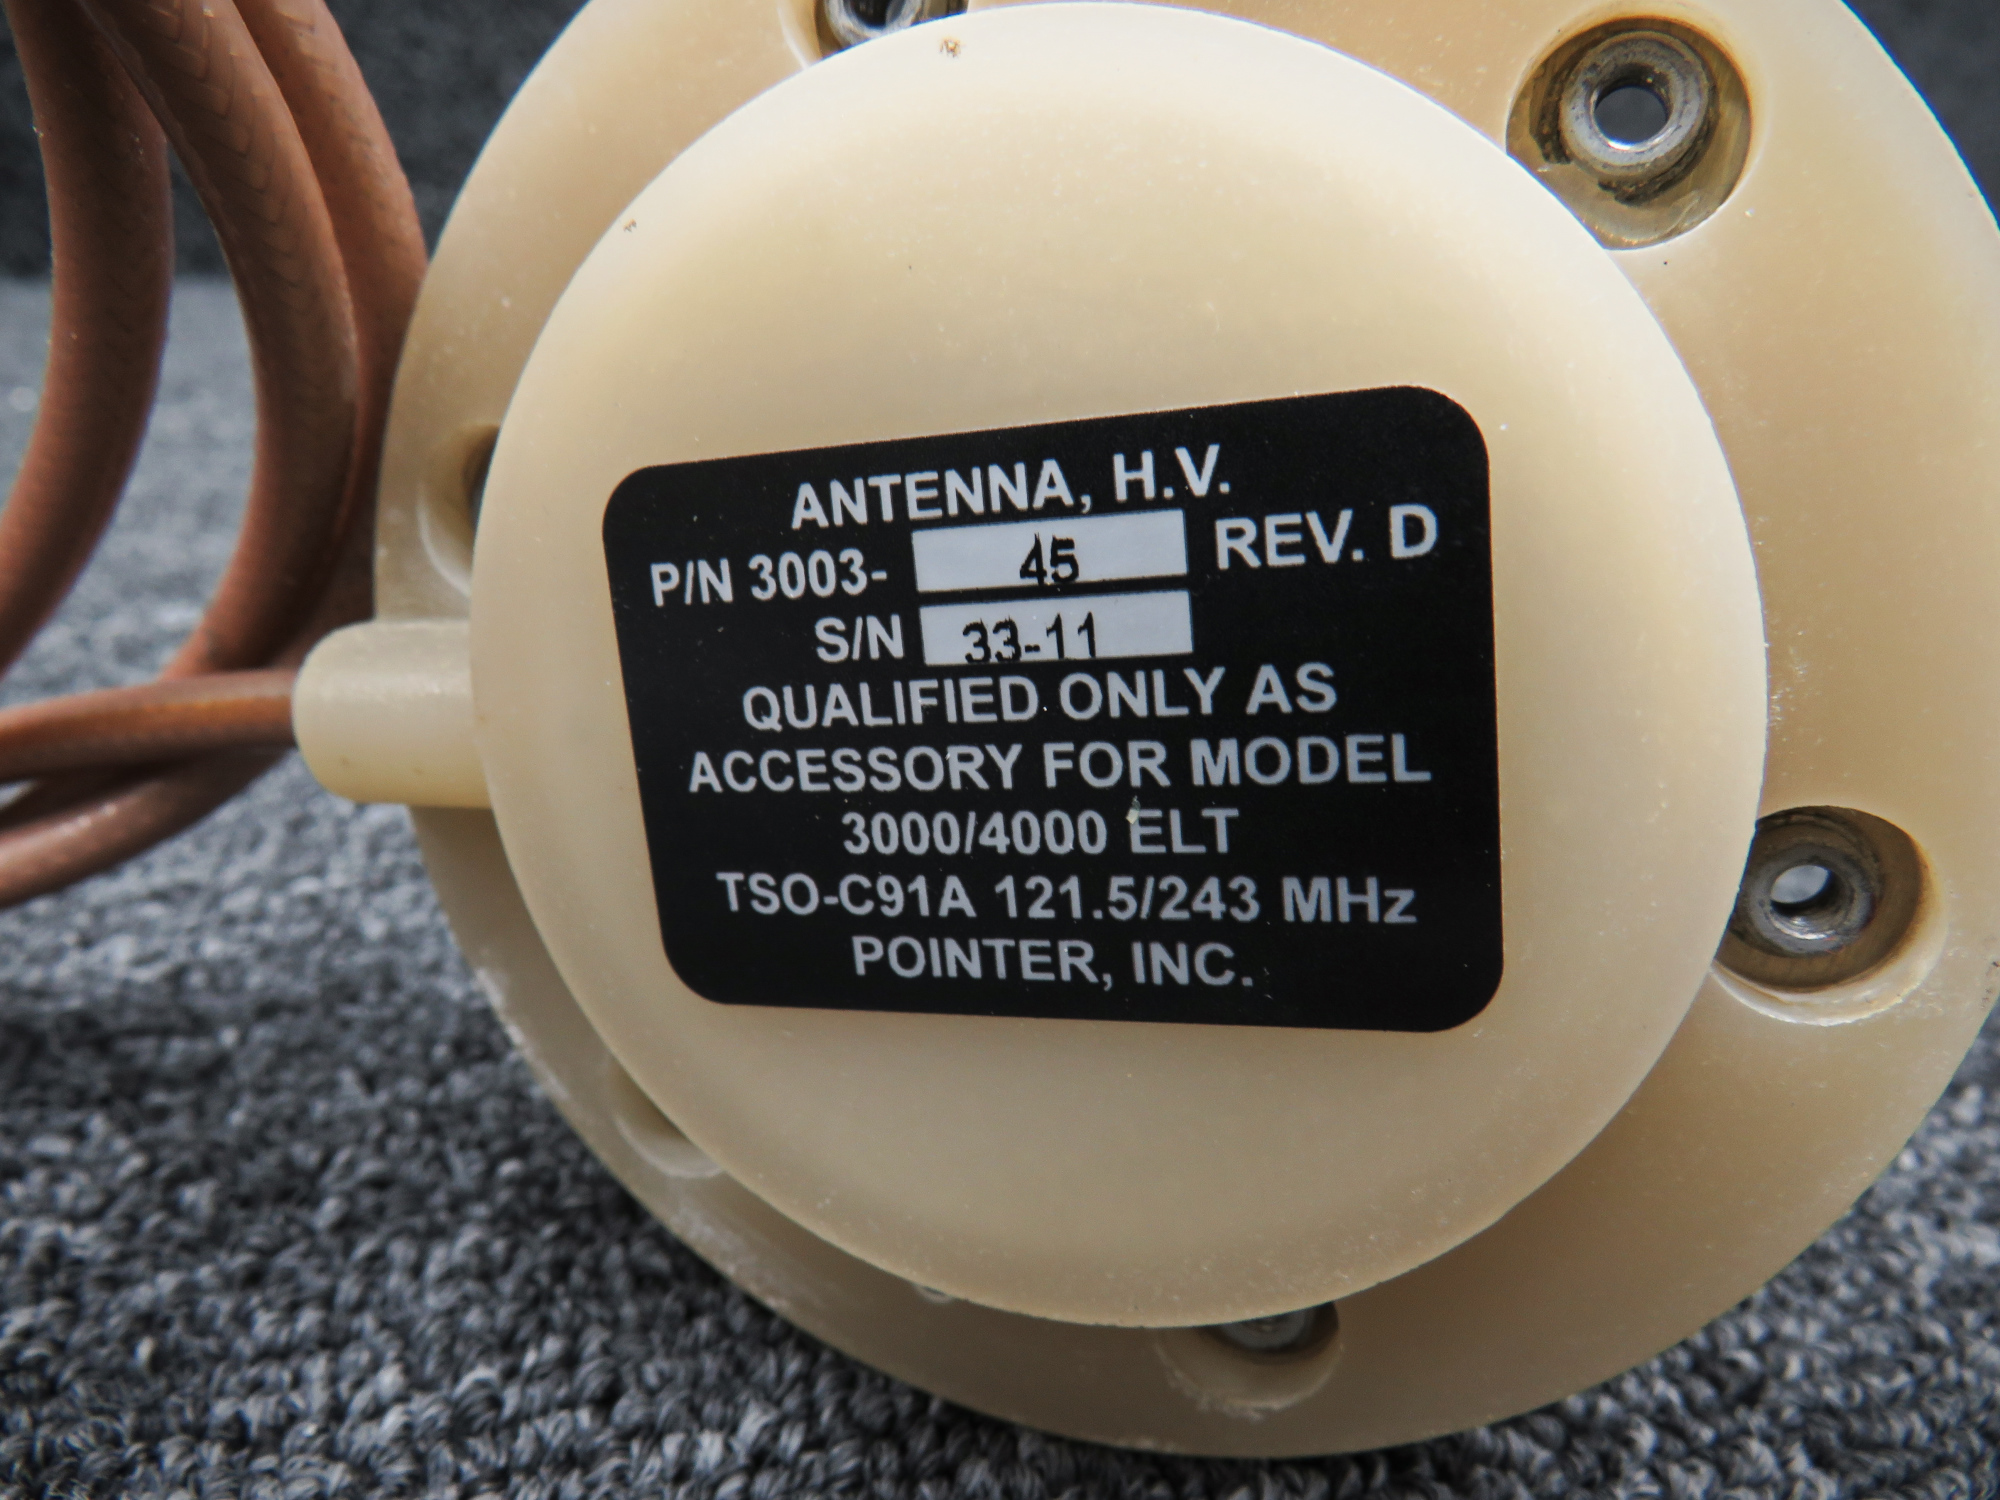 ANTENNA, H.V.
P/N 3003- 45 REV. D
S/N 33-11
QUALIFIED ONLY AS
ACCESSORY FOR MODEL
3000/4000 ELT
TSO-C91A 121.5/243 MHz
POINTER, INC.